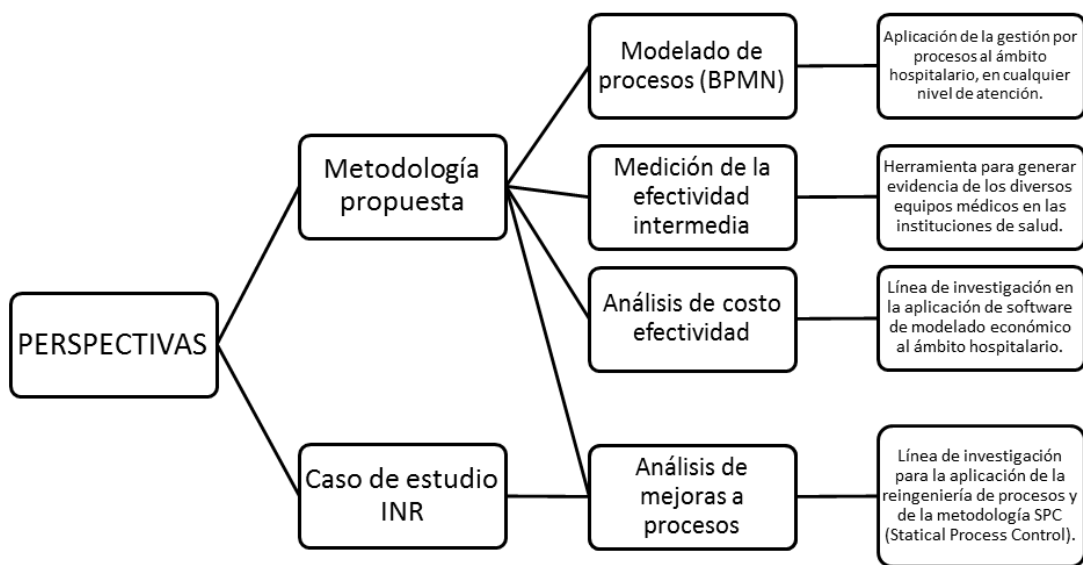 PERSPECTIVAS
Metodología
propuesta
Modelado de
procesos (BPMN)
Aplicación de la gestión por
procesos al ámbito
hospitalario, en cualquier
nivel de atención.
Medición de la
efectividad
intermedia
Herramienta para generar
evidencia de los diversos
equipos médicos en las
instituciones de salud.
Análisis de costo
efectividad
Línea de investigación en
la aplicación de software
de modelado económico
al ámbito hospitalario.
Caso de estudio
INR
Análisis de
mejoras a
procesos
Línea de investigación
para la aplicación de la
reingeniería de procesos y
de la metodología SPC
(Statical Process Control).